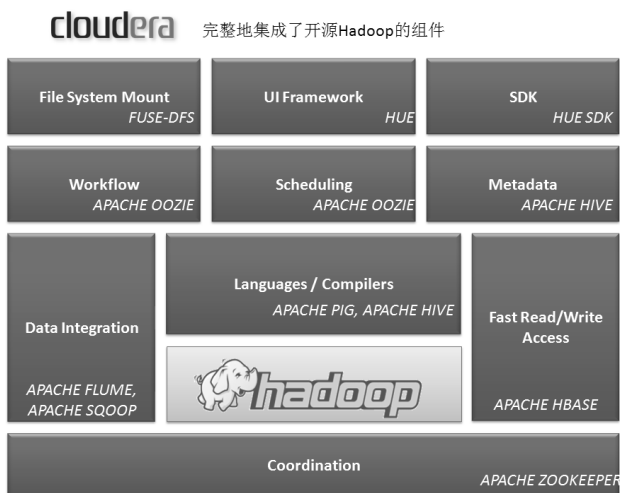 cloudera 完整地集成了开源Hadoop的组件
File System Mount
FUSE-DFS
UI Framework
HUE
SDK
HUE SDK
Workflow
APACHE OOZIE
Scheduling
APACHE OOZIE
Metadata
APACHE HIVE
Data Integration
APACHE FLUME,
APACHE SQOOP
Languages / Compilers
APACHE PIG, APACHE HIVE
hadoop
Fast Read/Write
Access
APACHE HBASE
Coordination
APACHE ZOOKEEPER